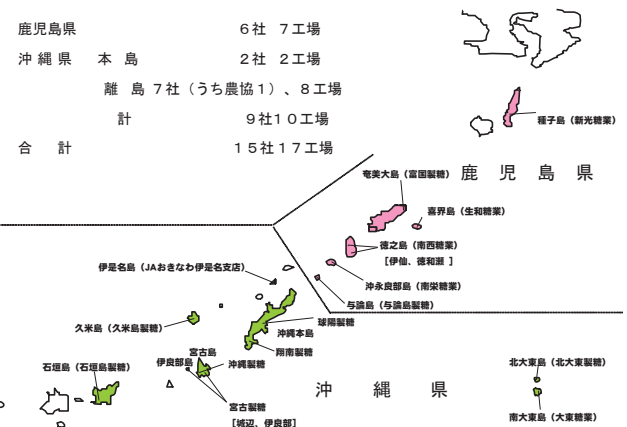 鹿児島県 6社 7工場
沖縄県 本島 2社 2工場
離島 7社(うち農協1)、8工場
計 9社10工場
合計 15社17工場
種子島(新光糖業)
鹿児島県
奄美大島(富国製糖)
喜界島(生和糖業)
徳之島(南西糖業)
[伊仙、徳和瀬]
沖永良部島(南栄糖業)
与論島(与論島製糖)
伊是名島(JAおきなわ伊是名支店)
久米島(久米島製糖)
球陽製糖
沖縄本島
翔南製糖
宮古島
伊良部島
沖縄製糖
石垣島(石垣島製糖)
宮古製糖
[城辺、伊良部]
沖縄県
北大東島(北大東製糖)
南大東島(大東糖業)